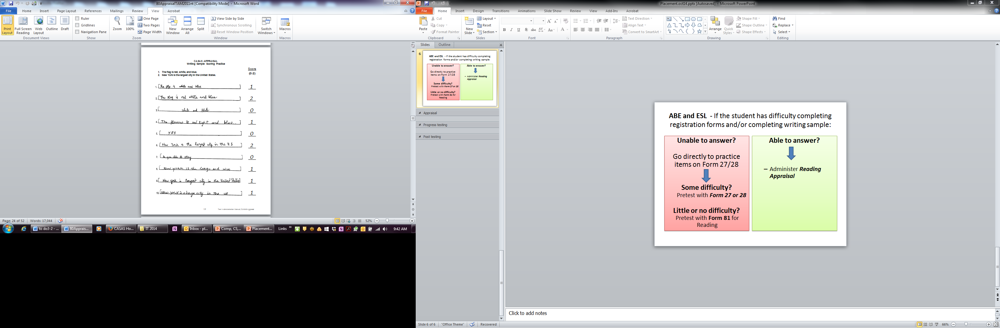 80AppraisalTAM2011nt [Compatibility Mode] - Microsoft Word
File Home Insert Page Layout References Mailings Review View Acrobat
Print Layout
Full Screen Reading
Web Layout
Outline
Draft
Document Views
Ruler
Gridlines
Navigation Pane
Show
Zoom
100%
One Page
Two Pages
Page Width
Zoom
New Window
Arrange All
Split
View Side by Side
Synchronous Scrolling
Reset Window Position
Switch Windows
Window
Macros
Macros
CASAS APPRAISAL
Writing Sample Scoring Practice
Score
(0-2)
1. The flag is red, white, and blue.
2. New York is the largest city in the United States.
1. [The fly is white and blue] 1
2. [The flag is red white and blue] 2
3. [white and Blute] 0
4. [The flowers is red light and blue.] 1
5. [YES] 0
6. [New York is the largest city in the U S] 2
7. [Do you like to stay] 0
8. [New york is the large and nice] 1
9. [New york is largest city in the United States] 1
10. [New york is a large city in The us] 1
19 Test Administration Manual/CASAS Appraisal
Page: 24 of 52 Words: 17,044
52%
to do3-2 - ...
80Apprais...
CASAS Ho...
IT 2014
Inbox - pl...
Comp, CS,...
Placement...
Links »
9:42 AM
Placement.oct14.pptx [Autosaved] - Microsoft PowerPoint
File Home Insert Design Transitions Animations Slide Show Review View Add-Ins Acrobat
Paste
Cut
Copy
Format Painter
Clipboard
New Slide
Layout
Reset
Section
Slides
Font
Text Direction
Align Text
Convert to SmartArt
Paragraph
Arrange
Quick Styles
Shape Fill
Shape Outline
Shape Effects
Drawing
Find
Replace
Select
Editing
Slides Outline
6
ABE and ESL - If the student has difficulty completing
registration forms and/or completing writing sample:
Unable to answer?
Go directly to practice
items on Form 27/28
Some difficulty?
Pretest with Form 27 or 28
Little or no difficulty?
Pretest with Form 81 for
Reading
Able to answer?
– Administer Reading
Appraisal
Appraisal
Progress testing
Post testing
ABE and ESL - If the student has difficulty completing
registration forms and/or completing writing sample:
Unable to answer?
Go directly to practice
items on Form 27/28
Some difficulty?
Pretest with Form 27 or 28
Little or no difficulty?
Pretest with Form 81 for
Reading
Able to answer?
– Administer Reading
Appraisal
Click to add notes
Slide 6 of 6 "Office Theme" Recovered
66%